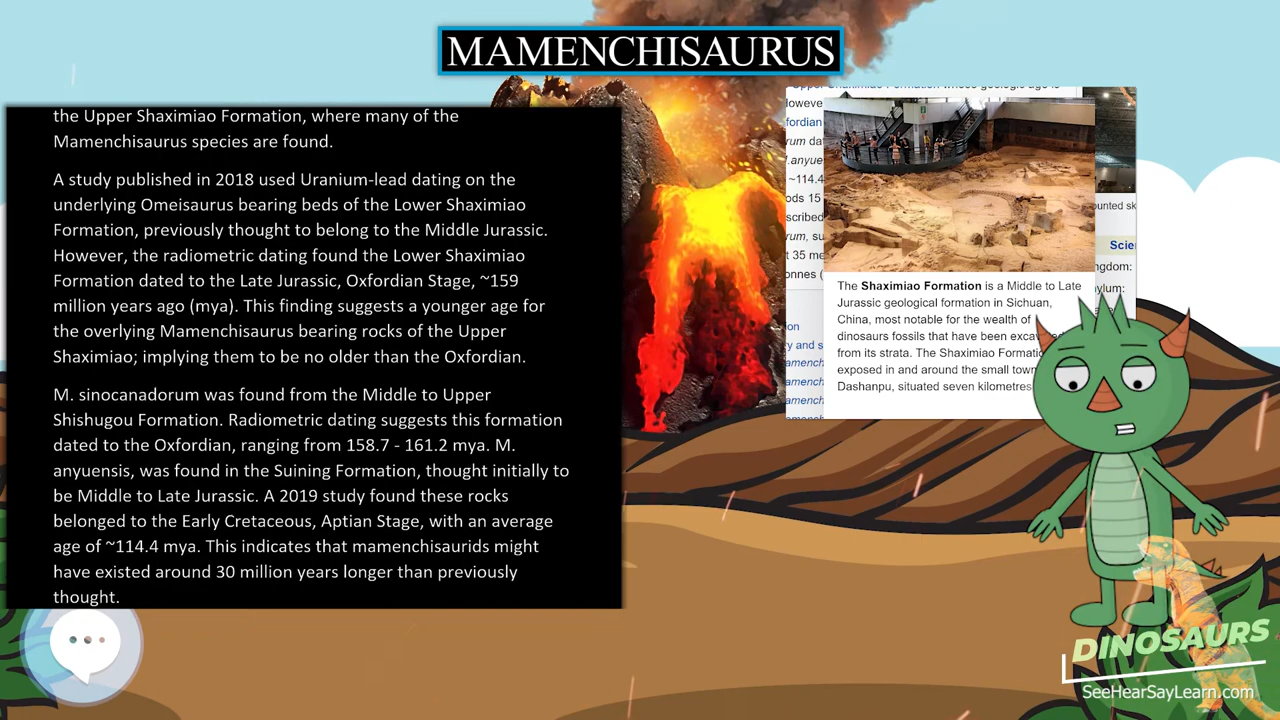 MAMENCHISAURUS
the Upper Shaximiao Formation, where many of the
Mamenchisaurus species are found.
A study published in 2018 used Uranium-lead dating on the
underlying Omeisaurus bearing beds of the Lower Shaximiao
Formation, previously thought to belong to the Middle Jurassic.
However, the radiometric dating found the Lower Shaximiao
Formation dated to the Late Jurassic, Oxfordian Stage, ~159
million years ago (mya). This finding suggests a younger age for
the overlying Mamenchisaurus bearing rocks of the Upper
Shaximiao; implying them to be no older than the Oxfordian.
M. sinocanadorum was found from the Middle to Upper
Shishugou Formation. Radiometric dating suggests this formation
dated to the Oxfordian, ranging from 158.7 - 161.2 mya. M.
anyuensis, was found in the Suining Formation, thought initially to
be Middle to Late Jurassic. A 2019 study found these rocks
belonged to the Early Cretaceous, Aptian Stage, with an average
age of ~114.4 mya. This indicates that mamenchisaurids might
have existed around 30 million years longer than previously
thought.
The Shaximiao Formation is a Middle to Late
Jurassic geological formation in Sichuan,
China, most notable for the wealth of
dinosaurs fossils that have been
from its strata. The Shaximiao
exposed in and around the small town
Dashanpu, situated seven kilometres
~114.4
35
DINOSAURS
SeeHearSayLearn.com